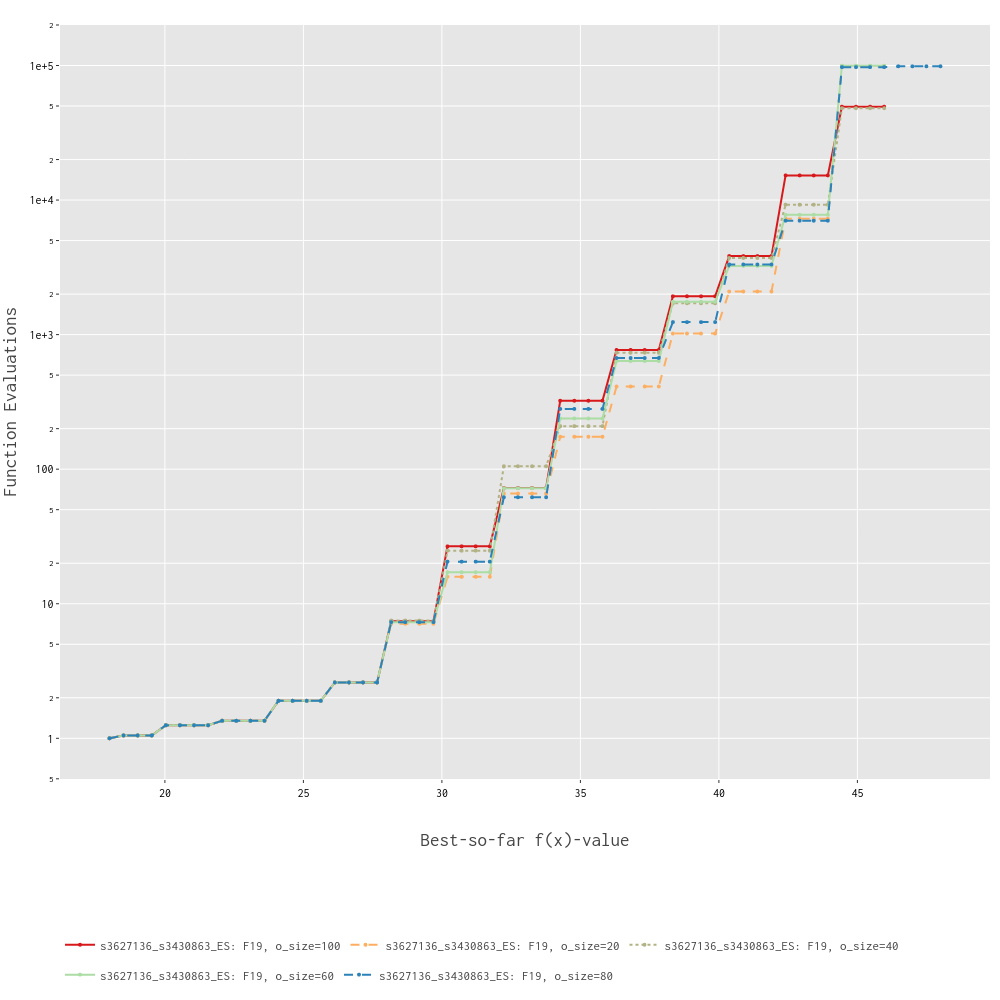 2
1e+5
5
2
1e+4
5
2
1e+3
5
2
100
5
2
10
5
2
1
5
Function Evaluations
20 25 30 35 40 45
Best-so-far f(x)-value
s3627136_s3430863_ES: F19, o_size=100 s3627136_s3430863_ES: F19, o_size=20 s3627136_s3430863_ES: F19, o_size=40
s3627136_s3430863_ES: F19, o_size=60 s3627136_s3430863_ES: F19, o_size=80